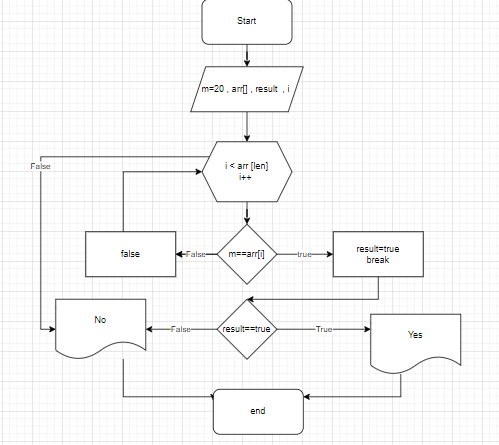 Start
m=20 , arr[] , result , i
i < arr [len]
i++
False
false
False
m==arr[i]
true
result=true
break
No
False
result==true
True
Yes
end